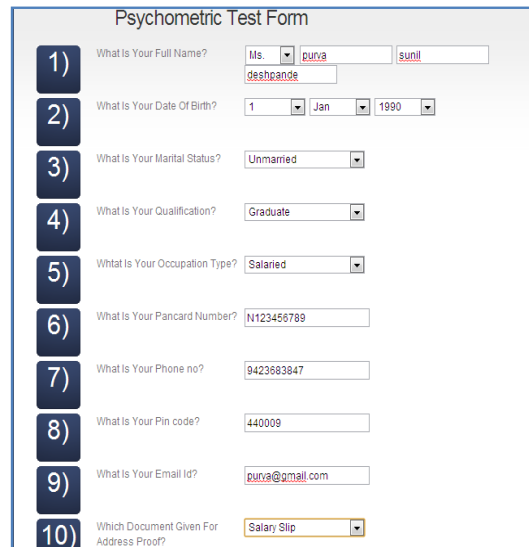 Psychometric Test Form
1) What Is Your Full Name? Ms. purva sunil
deshpande
2) What Is Your Date Of Birth? 1 Jan 1990
3) What Is Your Marital Status? Unmarried
4) What Is Your Qualification? Graduate
5) Whtat Is Your Occupation Type? Salaried
6) What Is Your Pancard Number? N123456789
7) What Is Your Phone no? 9423683847
8) What Is Your Pin code? 440009
9) What Is Your Email Id? purva@gmail.com
10) Which Document Given For Salary Slip
Address Proof?